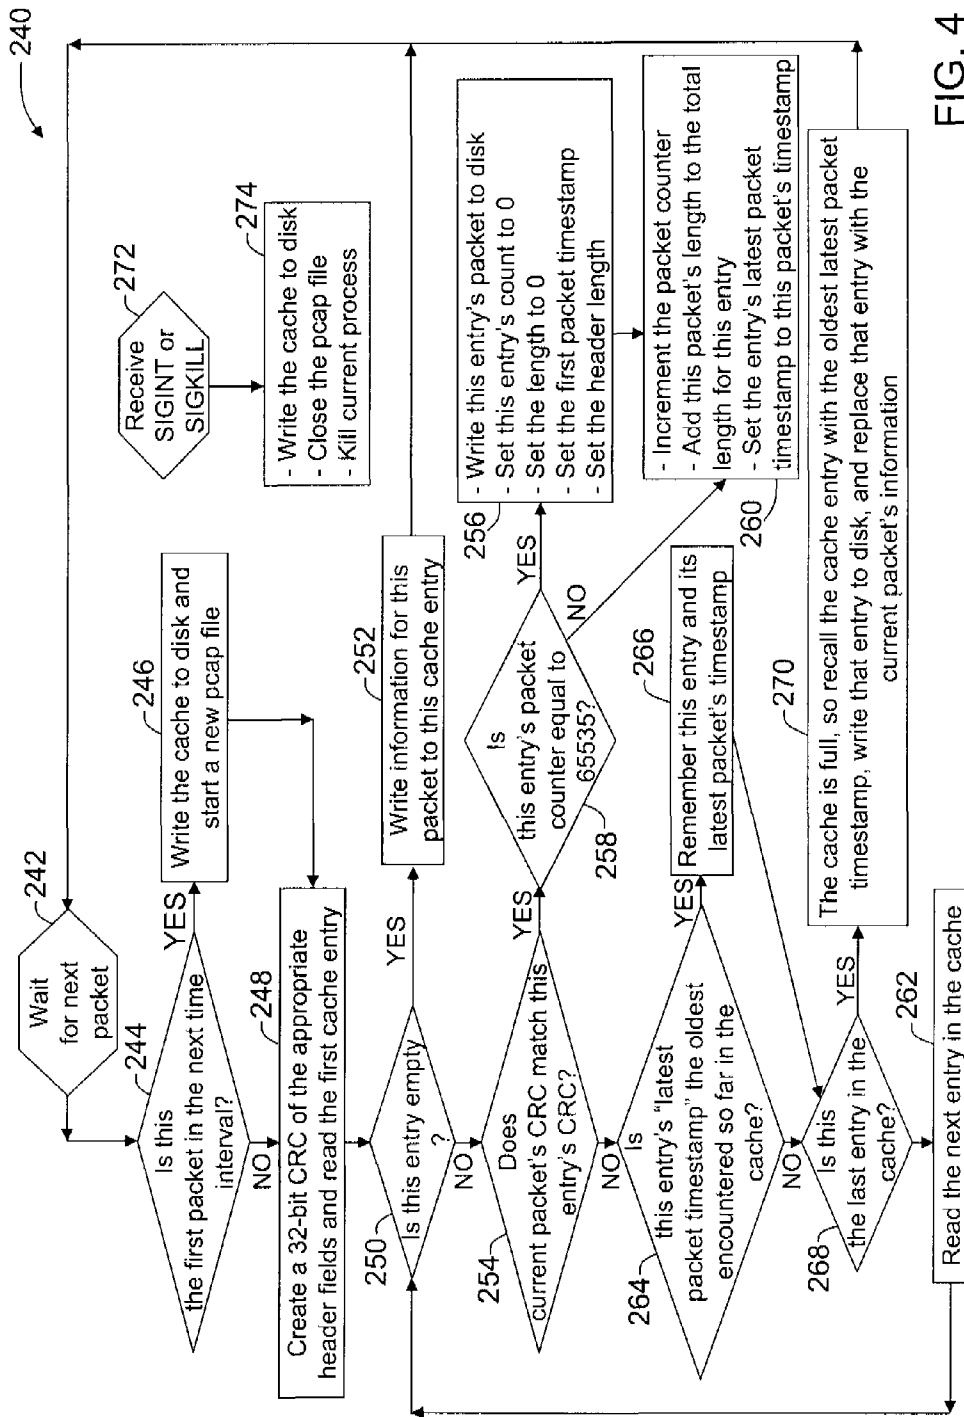 240
242
Wait
for next
packet
244
Is this
the first packet in the next time
interval?
YES
NO
246
Write the cache to disk and
start a new pcap file
248
Create a 32-bit CRC of the appropriate
header fields and read the first cache entry
250
Is this entry empty
?
YES
NO
252
Write information for this
packet to this cache entry
254
Does
current packet's CRC match this
entry's CRC?
YES
NO
258
Is
this entry's packet
counter equal to
65535?
YES
NO
256
- Write this entry's packet to disk
- Set this entry's count to 0
- Set the length to 0
- Set the first packet timestamp
- Set the header length
260
- Increment the packet counter
- Add this packet's length to the total
length for this entry
- Set the entry's latest packet
timestamp to this packet's timestamp
264
Is
this entry's "latest
packet timestamp" the oldest
encountered so far in the
cache?
YES
NO
266
Remember this entry and its
latest packet's timestamp
268
Is this
the last entry in the
cache?
YES
NO
270
The cache is full, so recall the cache entry with the oldest latest packet
timestamp, write that entry to disk, and replace that entry with the
current packet's information
262
Read the next entry in the cache
272
Receive
SIGINT or
SIGKILL
274
- Write the cache to disk
- Close the pcap file
- Kill current process
FIG. 4